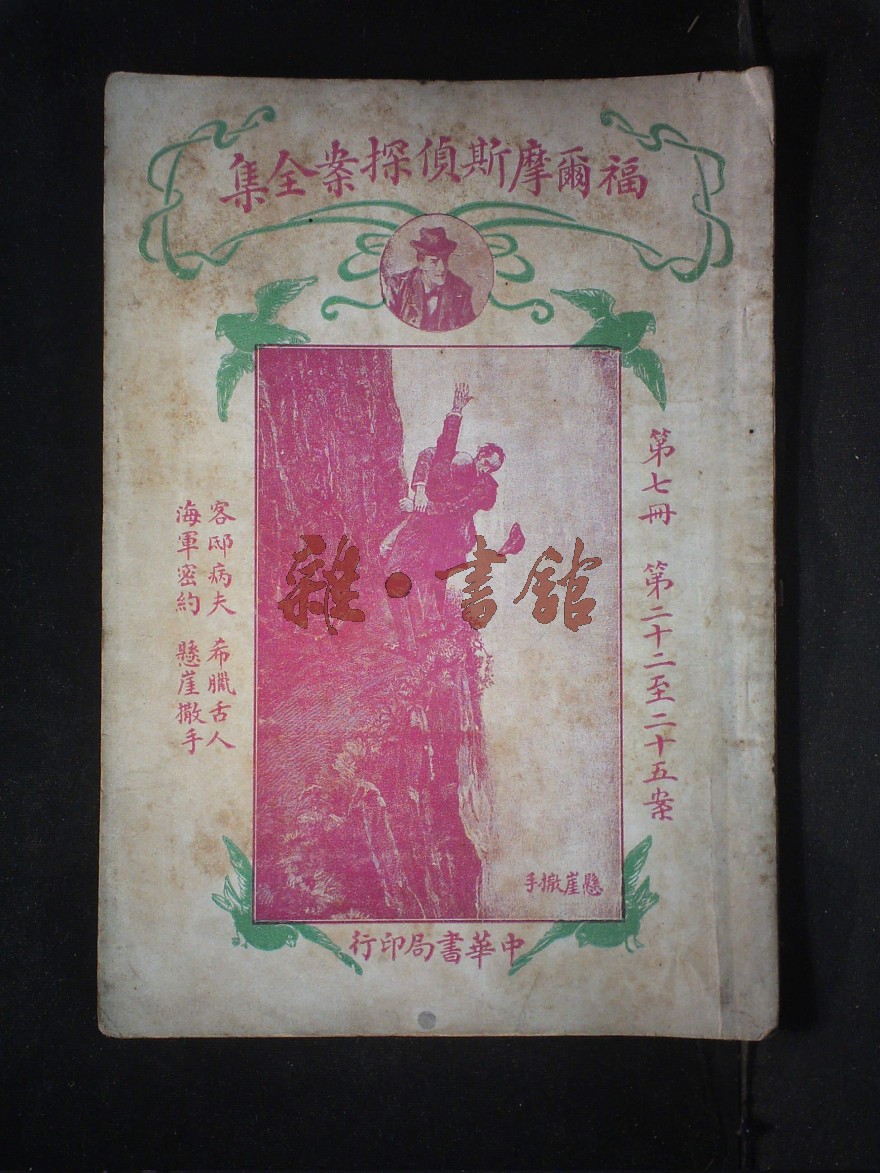 福爾摩斯偵探案全集
第七冊 第二十二至二十五案
客邸病夫 希臘舌人
海軍密約 懸崖撒手
雜·書館
懸崖撒手
中華書局印行